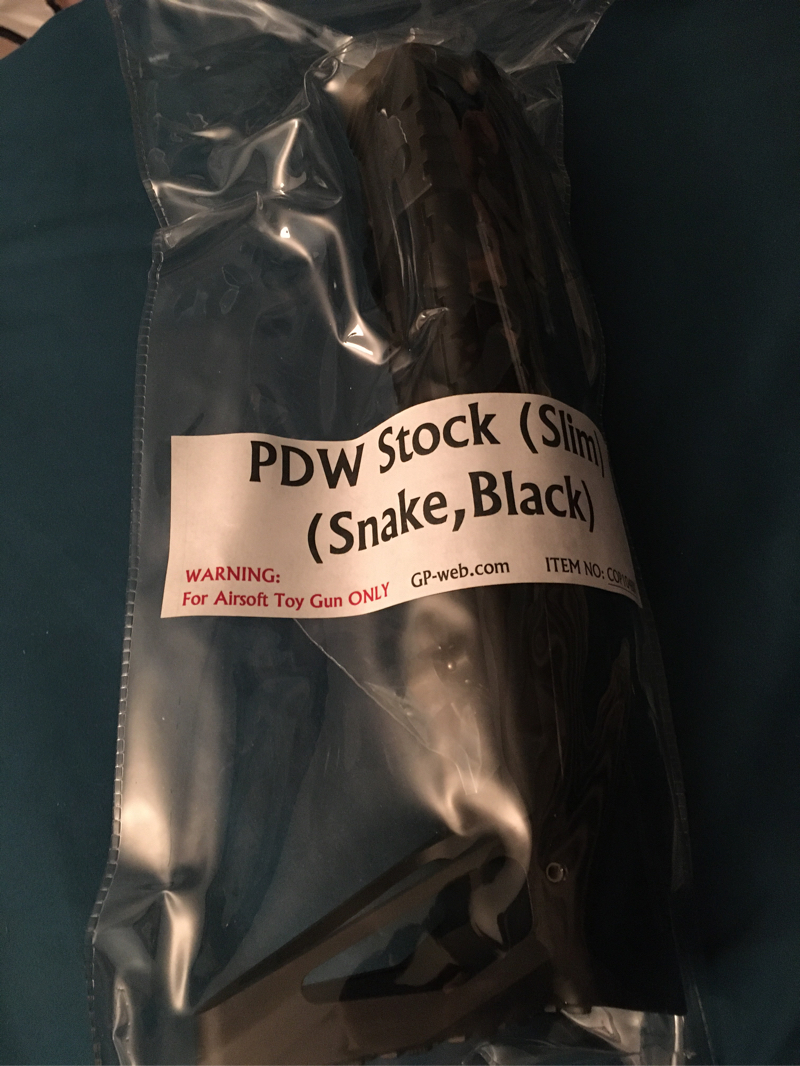 PDW Stock (Slim)
(Snake, Black)
WARNING:
For Airsoft Toy Gun ONLY
GP-web.com
ITEM NO: